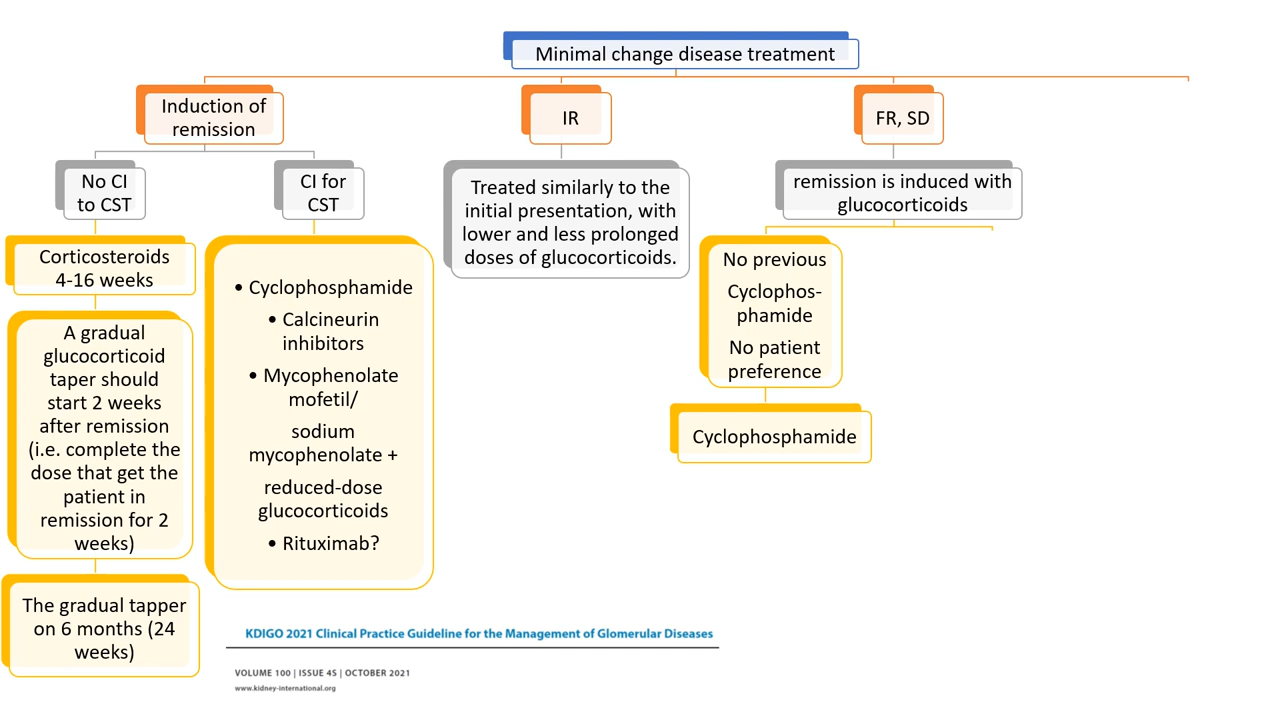 Minimal change disease treatment
Induction of
remission
IR
FR, SD
No CI
to CST
CI for
CST
Treated similarly to the
initial presentation, with
lower and less prolonged
doses of glucocorticoids.
remission is induced with
glucocorticoids
Corticosteroids
4-16 weeks
A gradual
glucocorticoid
taper should
start 2 weeks
after remission
(i.e. complete the
dose that get the
patient in
remission for 2
weeks)
The gradual tapper
on 6 months (24
weeks)
• Cyclophosphamide
• Calcineurin
inhibitors
• Mycophenolate
mofetil/
sodium
mycophenolate +
reduced-dose
glucocorticoids
• Rituximab?
No previous
Cyclophos-
phamide
No patient
preference
Cyclophosphamide
KDIGO 2021 Clinical Practice Guideline for the Management of Glomerular Diseases
VOLUME 100 | ISSUE 4S | OCTOBER 2021
www.kidney-international.org